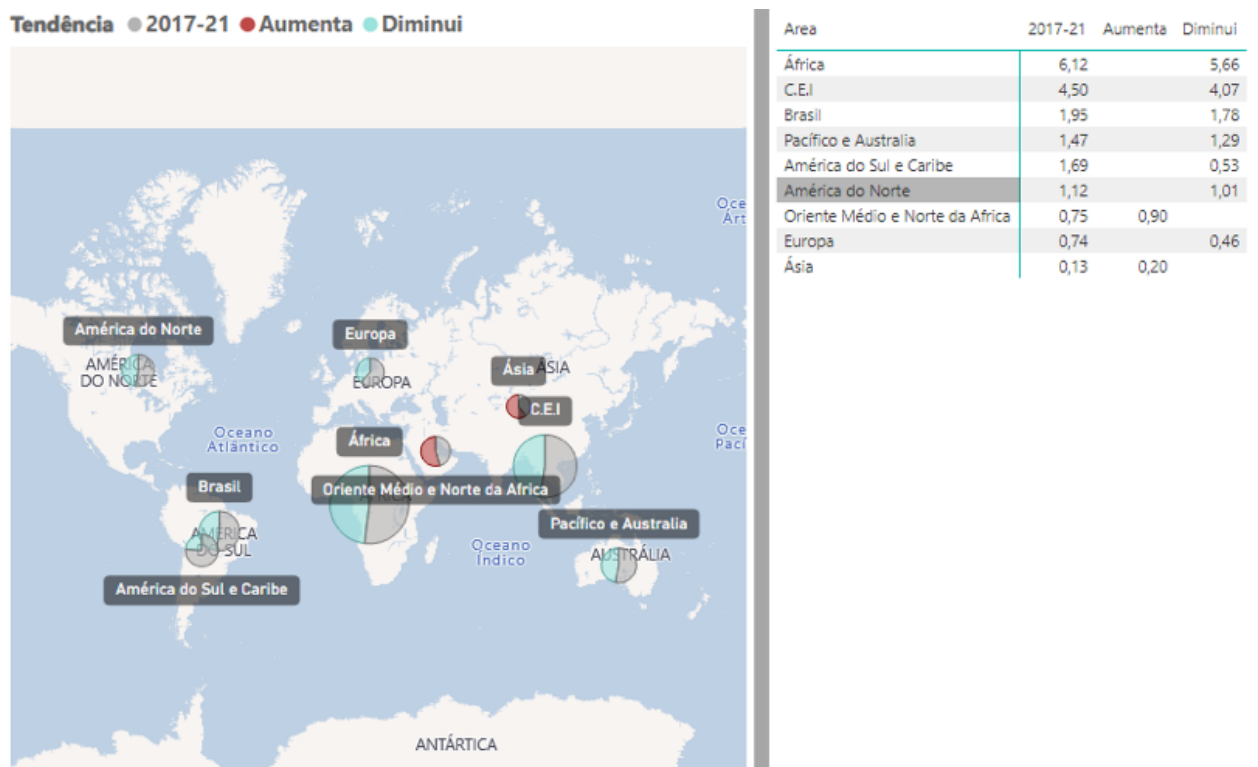 Tendência 2017-21 Aumenta Diminui
Oce
Árt
América do Norte
Europa
AMÉRICA
DO NORTE
EUROPA
Ásia
ÁSIA
C.E.I
Oceano
Atlântico
Oce
Pací
África
Brasil
Oriente Médio e Norte da Africa
ÁFRICA
Pacífico e Australia
AMÉRICA
DO SUL
Oceano
Índico
AUSTRÁLIA
América do Sul e Caribe
ANTÁRTICA
Area 2017-21 Aumenta Diminui
África 6,12 5,66
C.E.I 4,50 4,07
Brasil 1,95 1,78
Pacífico e Australia 1,47 1,29
América do Sul e Caribe 1,69 0,53
América do Norte 1,12 1,01
Oriente Médio e Norte da Africa 0,75 0,90
Europa 0,74 0,46
Ásia 0,13 0,20